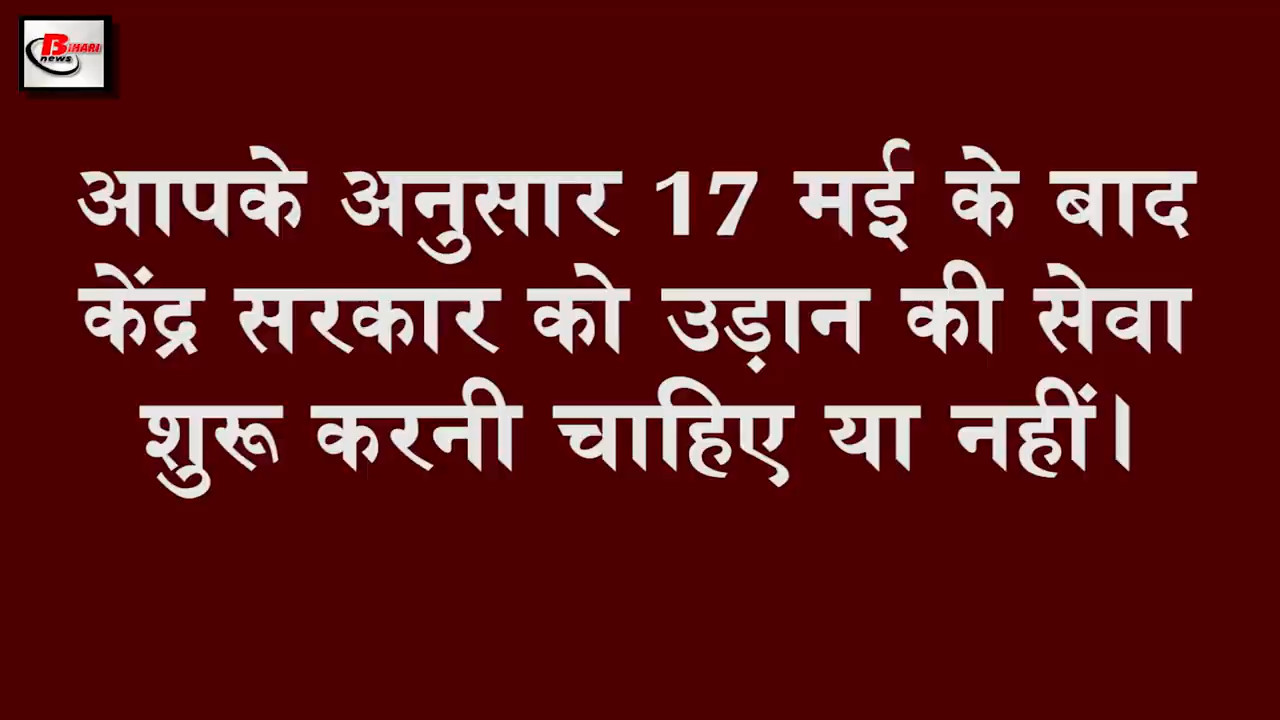 BIHARI
news
आपके अनुसार 17 मई के बाद
केंद्र सरकार को उड़ान की सेवा
शुरू करनी चाहिए या नहीं।